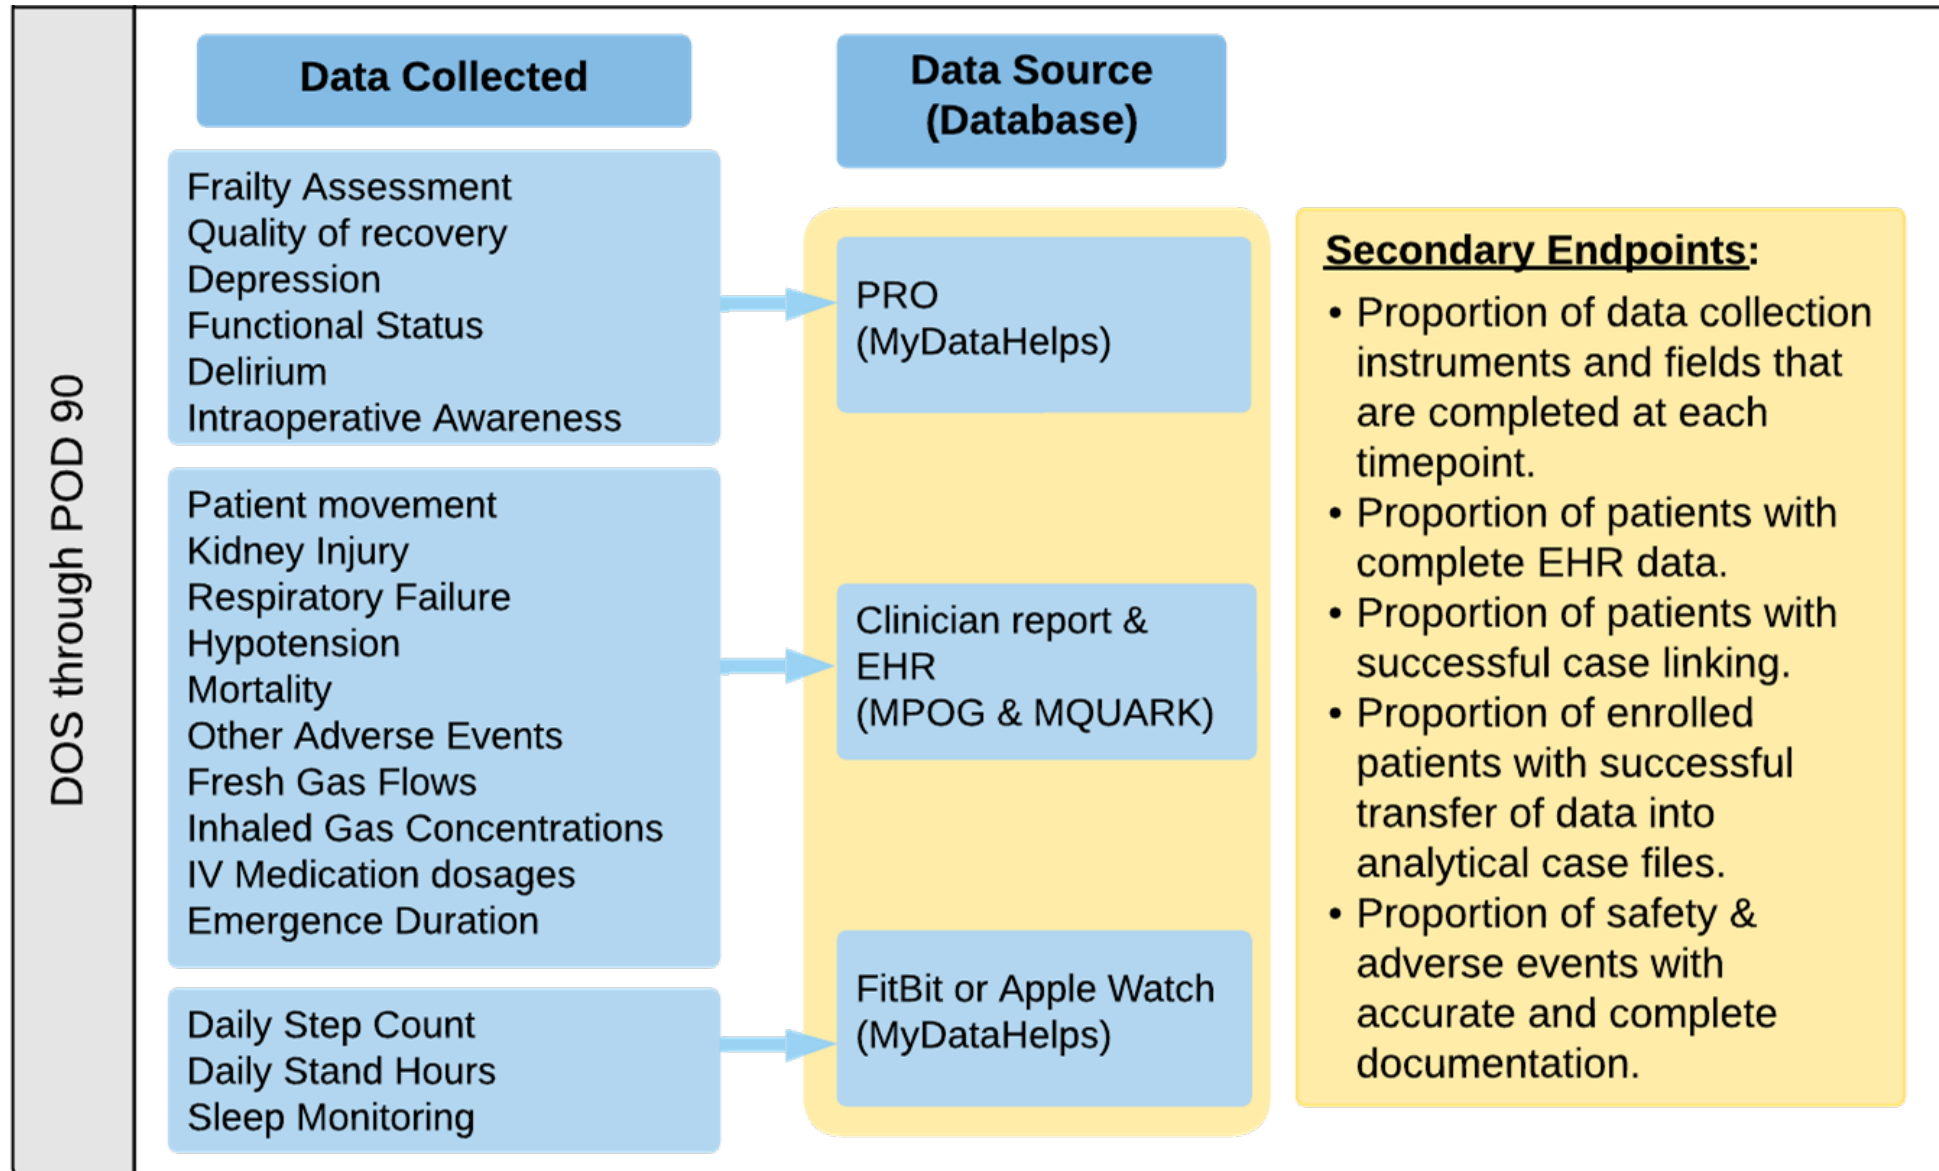 DOS through POD 90
Data Collected
Frailty Assessment
Quality of recovery
Depression
Functional Status
Delirium
Intraoperative Awareness
Patient movement
Kidney Injury
Respiratory Failure
Hypotension
Mortality
Other Adverse Events
Fresh Gas Flows
Inhaled Gas Concentrations
IV Medication dosages
Emergence Duration
Daily Step Count
Daily Stand Hours
Sleep Monitoring
Data Source
(Database)
PRO
(MyDataHelps)
Clinician report &
EHR
(MPOG & MQUARK)
FitBit or Apple Watch
(MyDataHelps)
Secondary Endpoints:
• Proportion of data collection
instruments and fields that
are completed at each
timepoint.
• Proportion of patients with
complete EHR data.
• Proportion of patients with
successful case linking.
• Proportion of enrolled
patients with successful
transfer of data into
analytical case files.
• Proportion of safety &
adverse events with
accurate and complete
documentation.